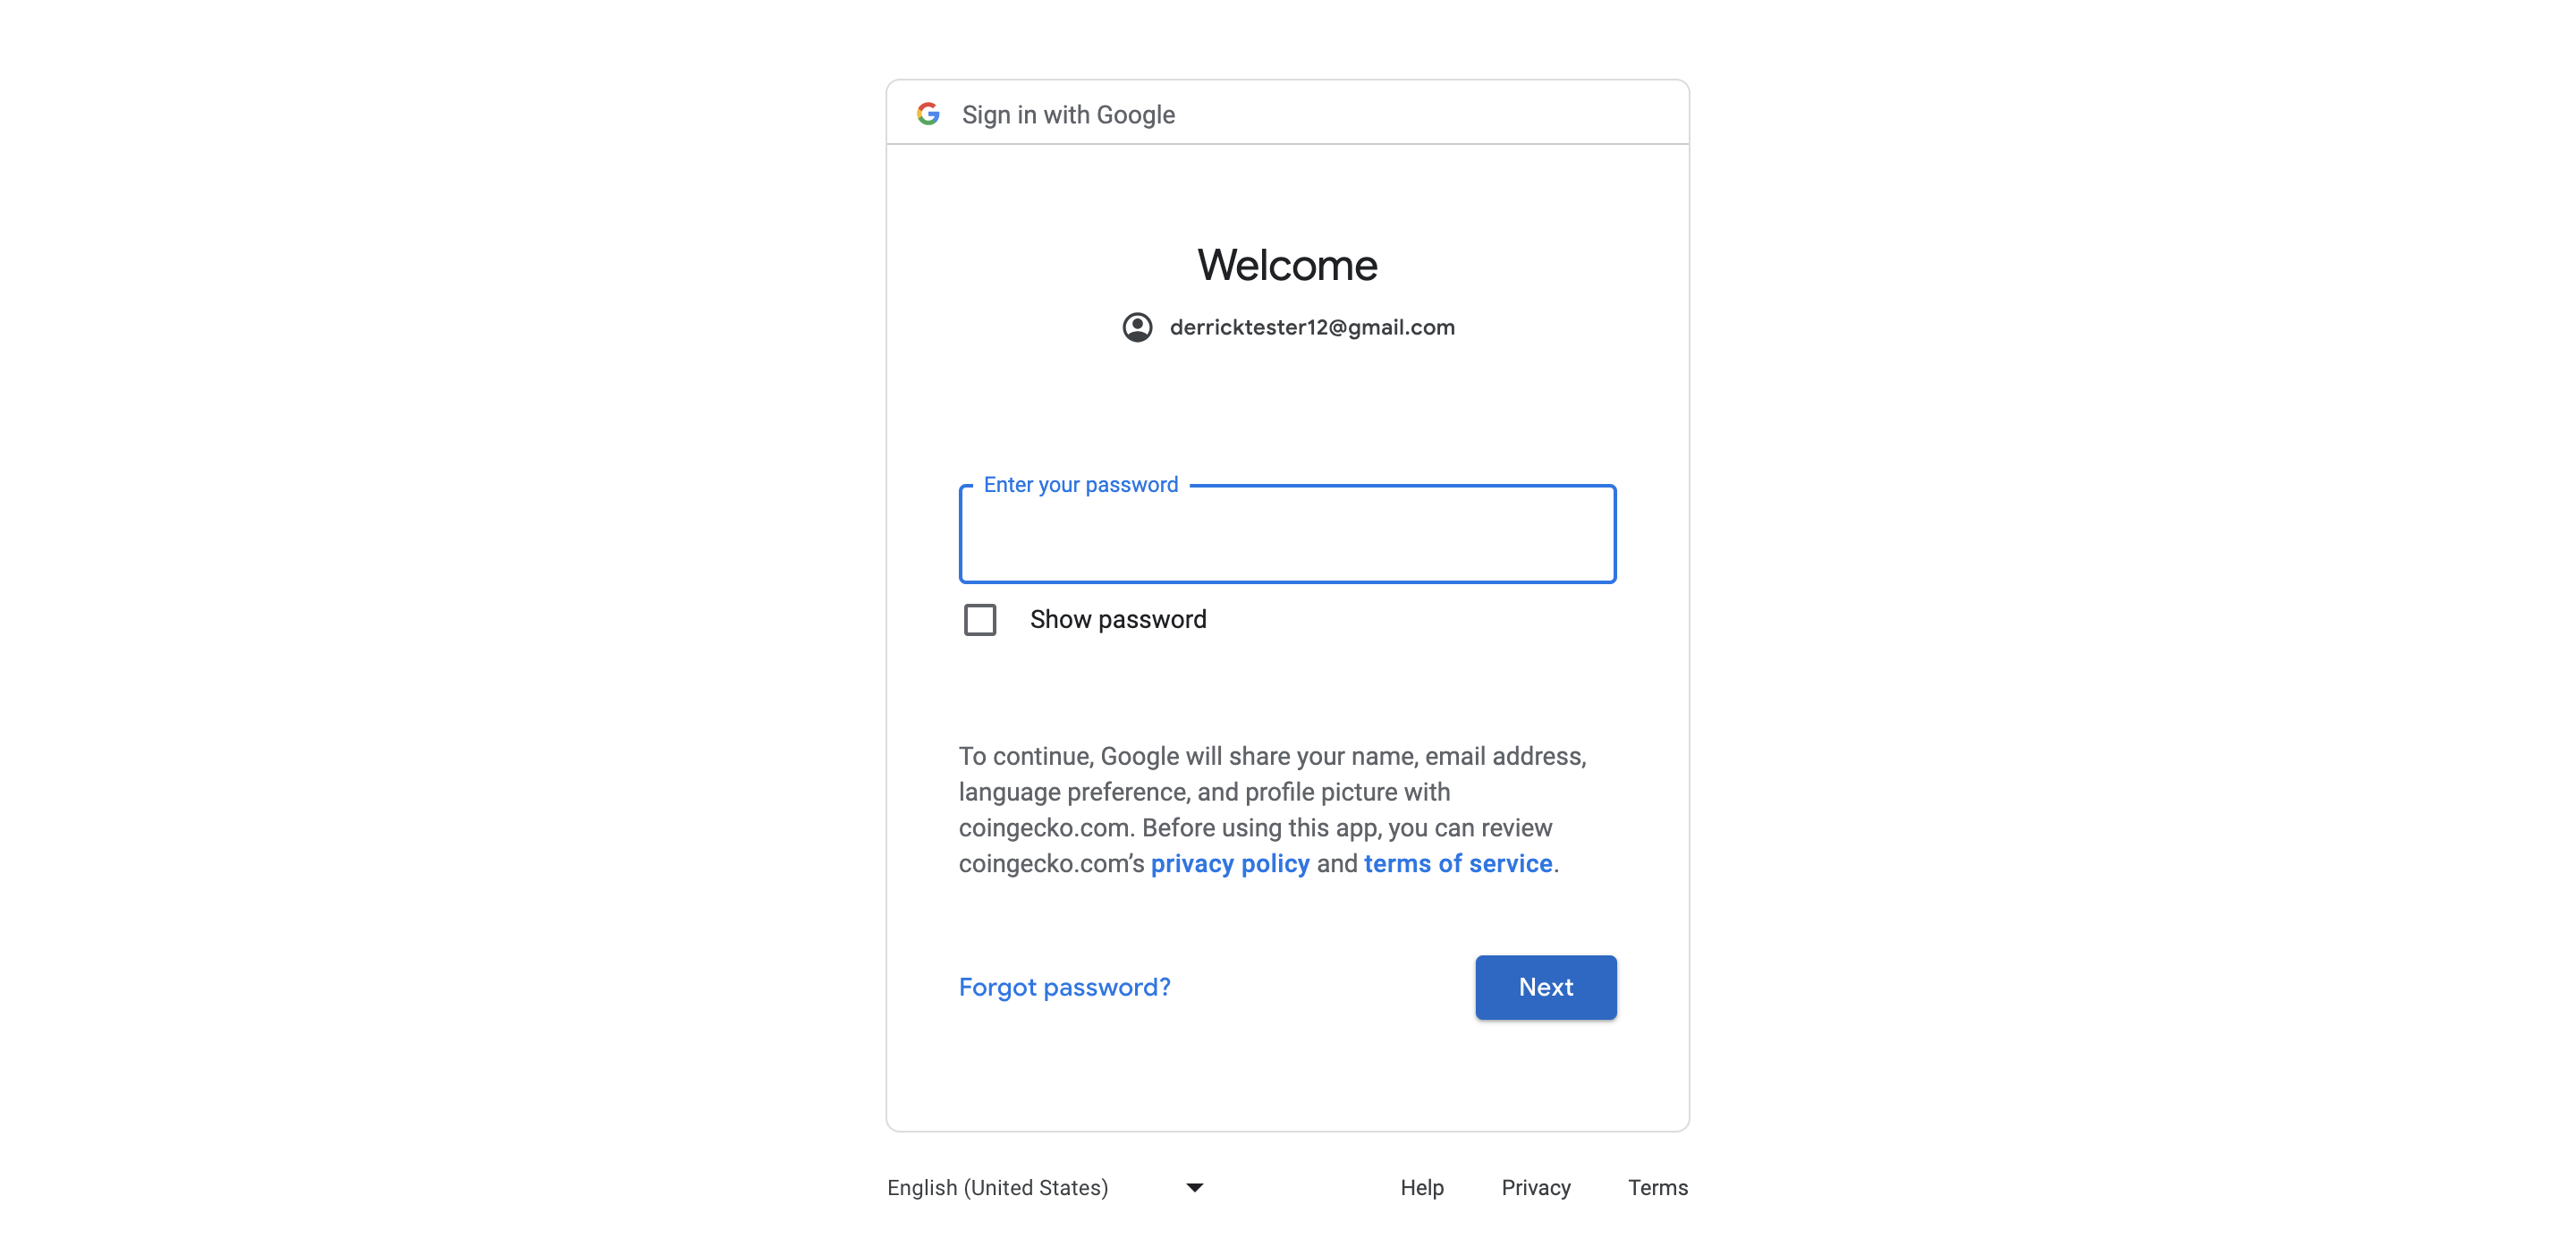 Sign in with Google
Welcome
derricktester12@gmail.com
Enter your password
Show password
To continue, Google will share your name, email address,
language preference, and profile picture with
coingecko.com. Before using this app, you can review
coingecko.com’s privacy policy and terms of service.
Forgot password?
Next
English (United States)
Help
Privacy
Terms